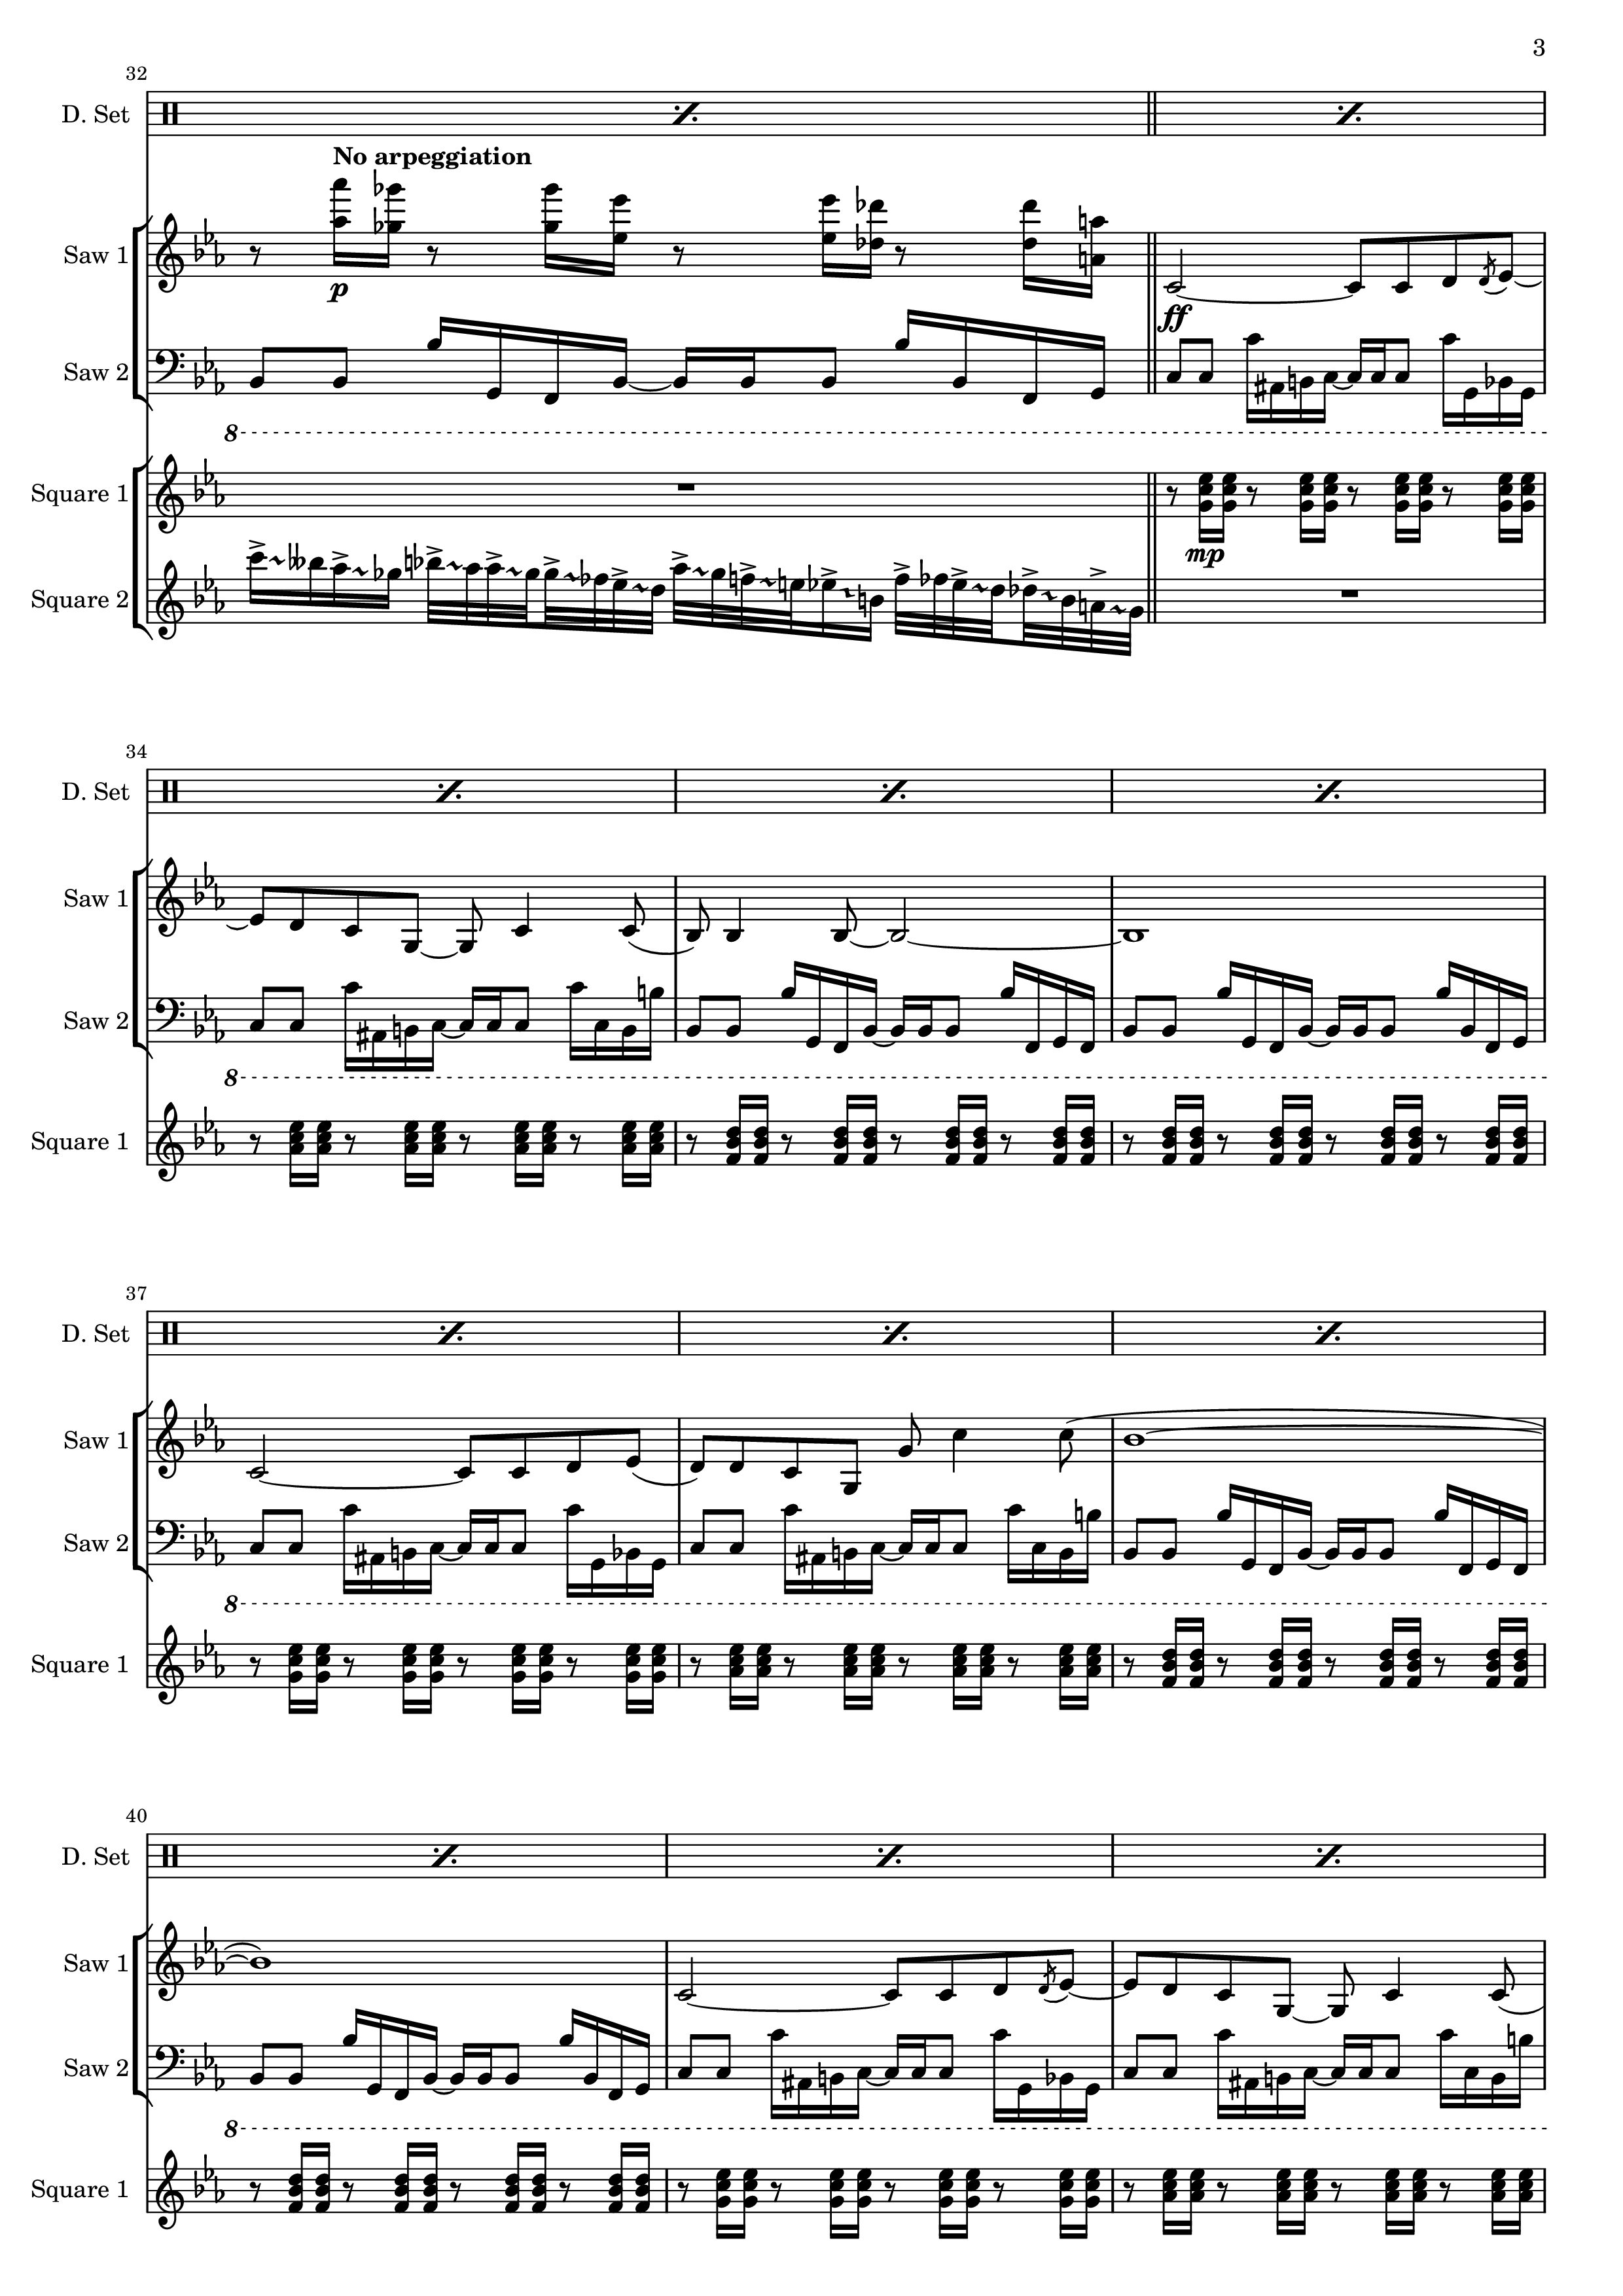 3
32
D. Set
No arpeggiation
Saw 1
p
ff
Saw 2
8
Square 1
mp
Square 2
34
D. Set
Saw 1
Saw 2
8
Square 1
37
D. Set
Saw 1
Saw 2
8
Square 1
40
D. Set
Saw 1
Saw 2
8
Square 1